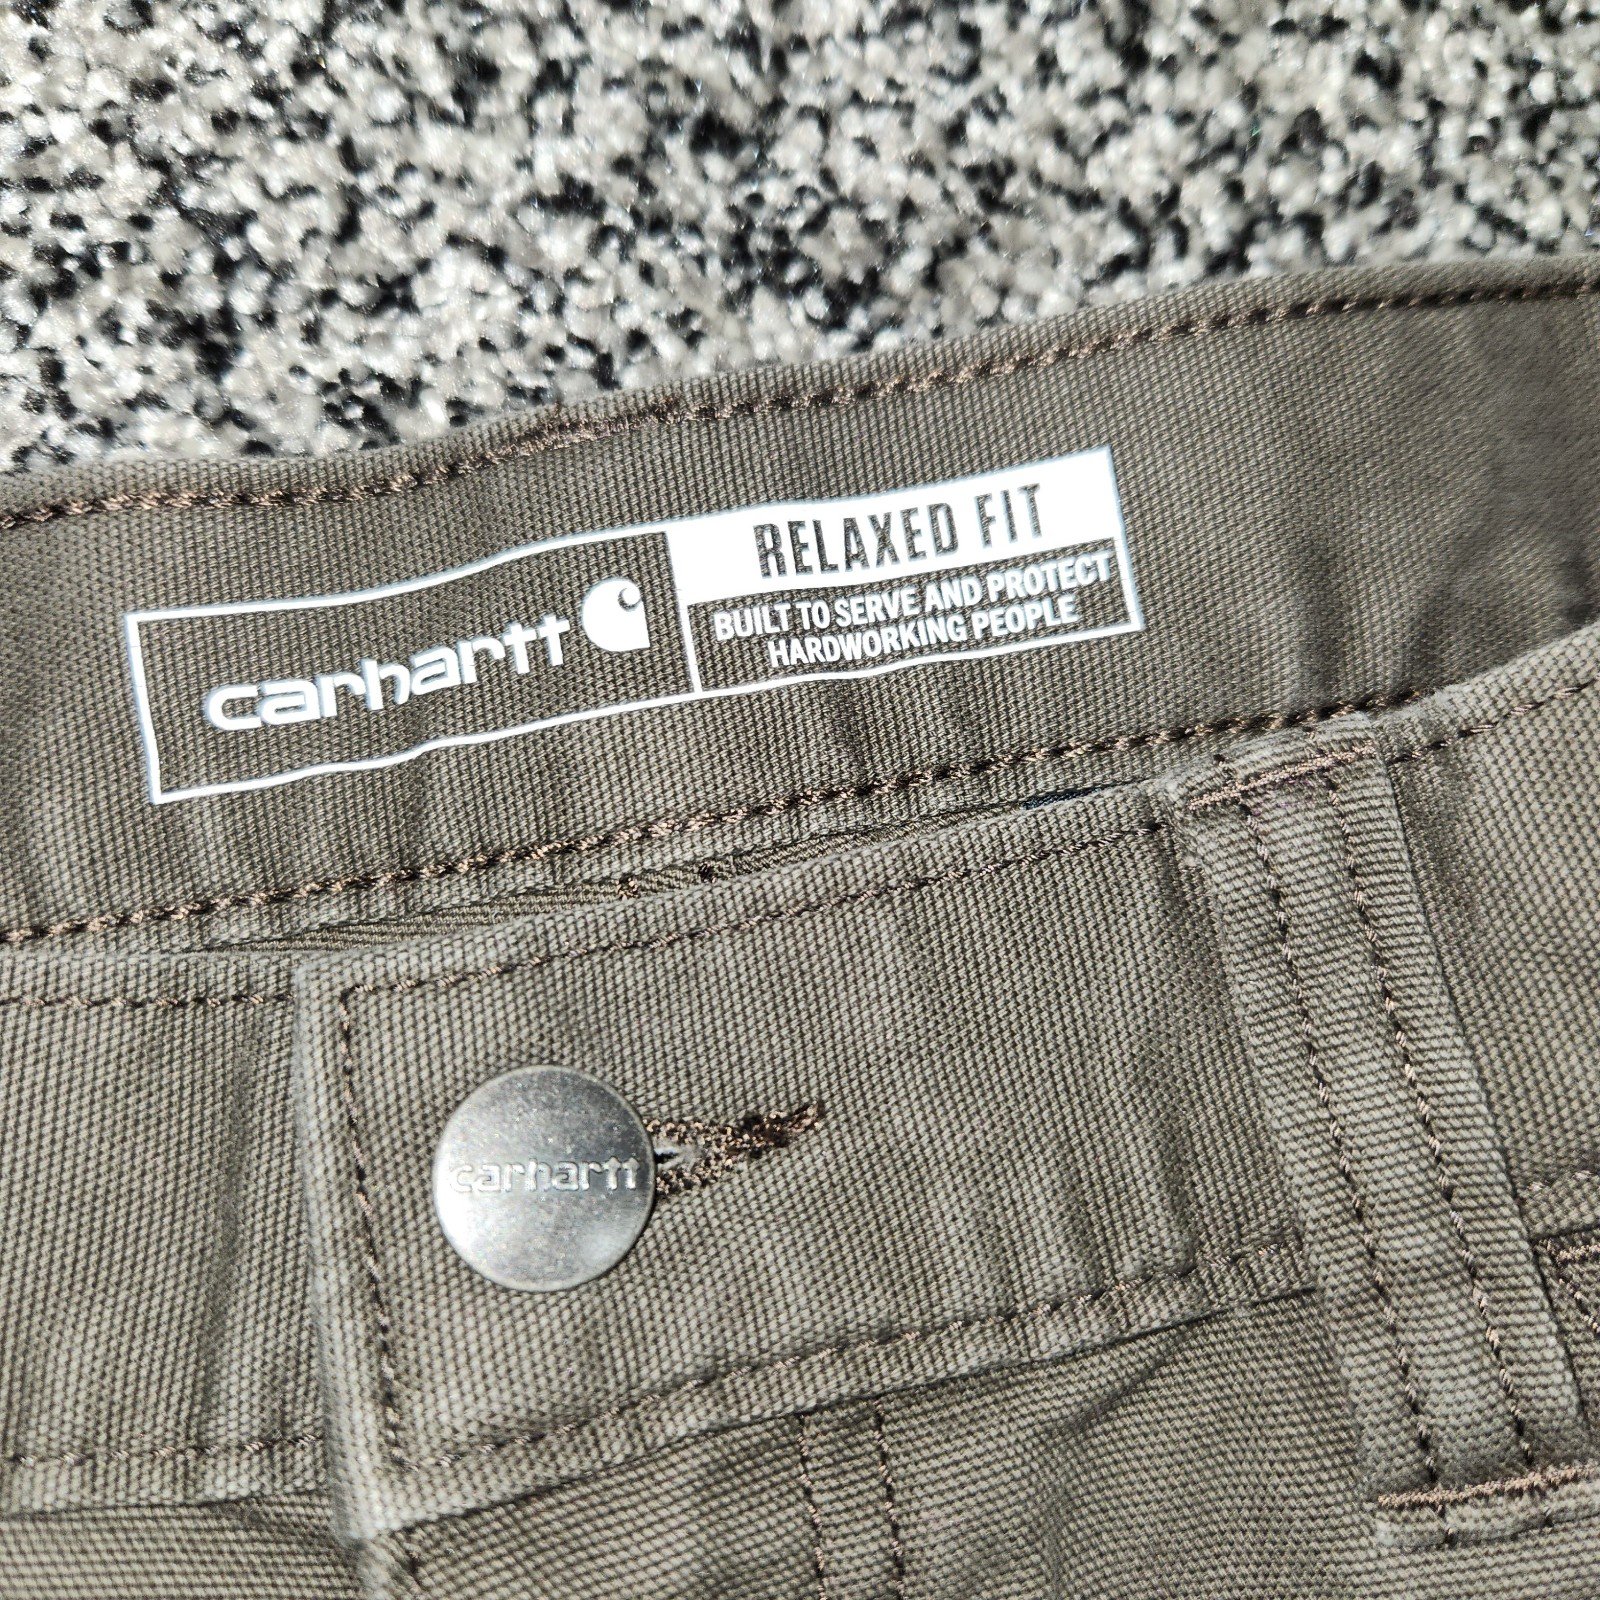 carhartt
RELAXED FIT
BUILT TO SERVE AND PROTECT
HARDWORKING PEOPLE
carhartt